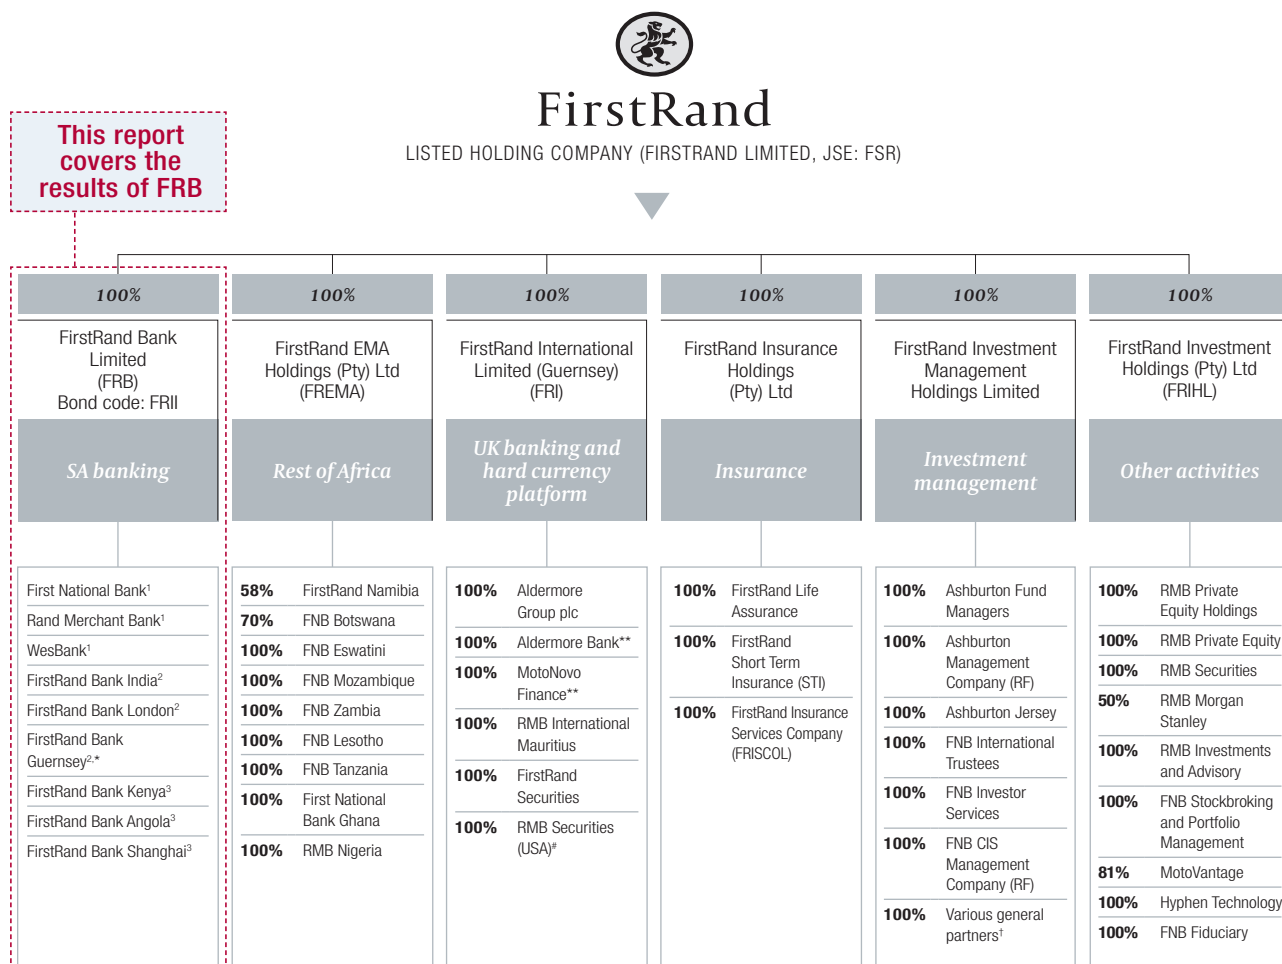 FirstRand
LISTED HOLDING COMPANY (FIRSTRAND LIMITED, JSE: FSR)
This report
covers the
results of FRB
100%
FirstRand Bank
Limited
(FRB)
Bond code: FRII
SA banking
First National Bank¹
Rand Merchant Bank¹
WesBank¹
FirstRand Bank India²
FirstRand Bank London²
FirstRand Bank
Guernsey²,*
FirstRand Bank Kenya³
FirstRand Bank Angola³
FirstRand Bank Shanghai³
100%
FirstRand EMA
Holdings (Pty) Ltd
(FREMA)
Rest of Africa
58% FirstRand Namibia
70% FNB Botswana
100% FNB Eswatini
100% FNB Mozambique
100% FNB Zambia
100% FNB Lesotho
100% FNB Tanzania
100% First National
Bank Ghana
100% RMB Nigeria
100%
FirstRand International
Limited (Guernsey)
(FRI)
UK banking and
hard currency
platform
100% Aldermore
Group plc
100% Aldermore Bank**
100% MotoNovo
Finance**
100% RMB International
Mauritius
100% FirstRand
Securities
100% RMB Securities
(USA)#
100%
FirstRand Insurance
Holdings
(Pty) Ltd
Insurance
100% FirstRand Life
Assurance
100% FirstRand
Short Term
Insurance (STI)
100% FirstRand Insurance
Services Company
(FRISCOL)
100%
FirstRand Investment
Management
Holdings Limited
Investment
management
100% Ashburton Fund
Managers
100% Ashburton
Management
Company (RF)
100% Ashburton Jersey
100% FNB International
Trustees
100% FNB Investor
Services
100% FNB CIS
Management
Company (RF)
100% Various general
partners†
100%
FirstRand Investment
Holdings (Pty) Ltd
(FRIHL)
Other activities
100% RMB Private
Equity Holdings
100% RMB Private Equity
100% RMB Securities
50% RMB Morgan
Stanley
100% RMB Investments
and Advisory
100% FNB Stockbroking
and Portfolio
Management
81% MotoVantage
100% Hyphen Technology
100% FNB Fiduciary